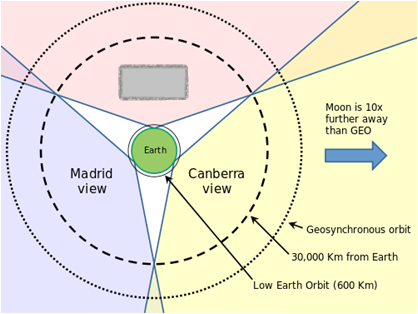 Moon is 10x
further away
than GEO
Earth
Madrid
view
Canberra
view
Geosynchronous orbit
30,000 Km from Earth
Low Earth Orbit (600 Km)